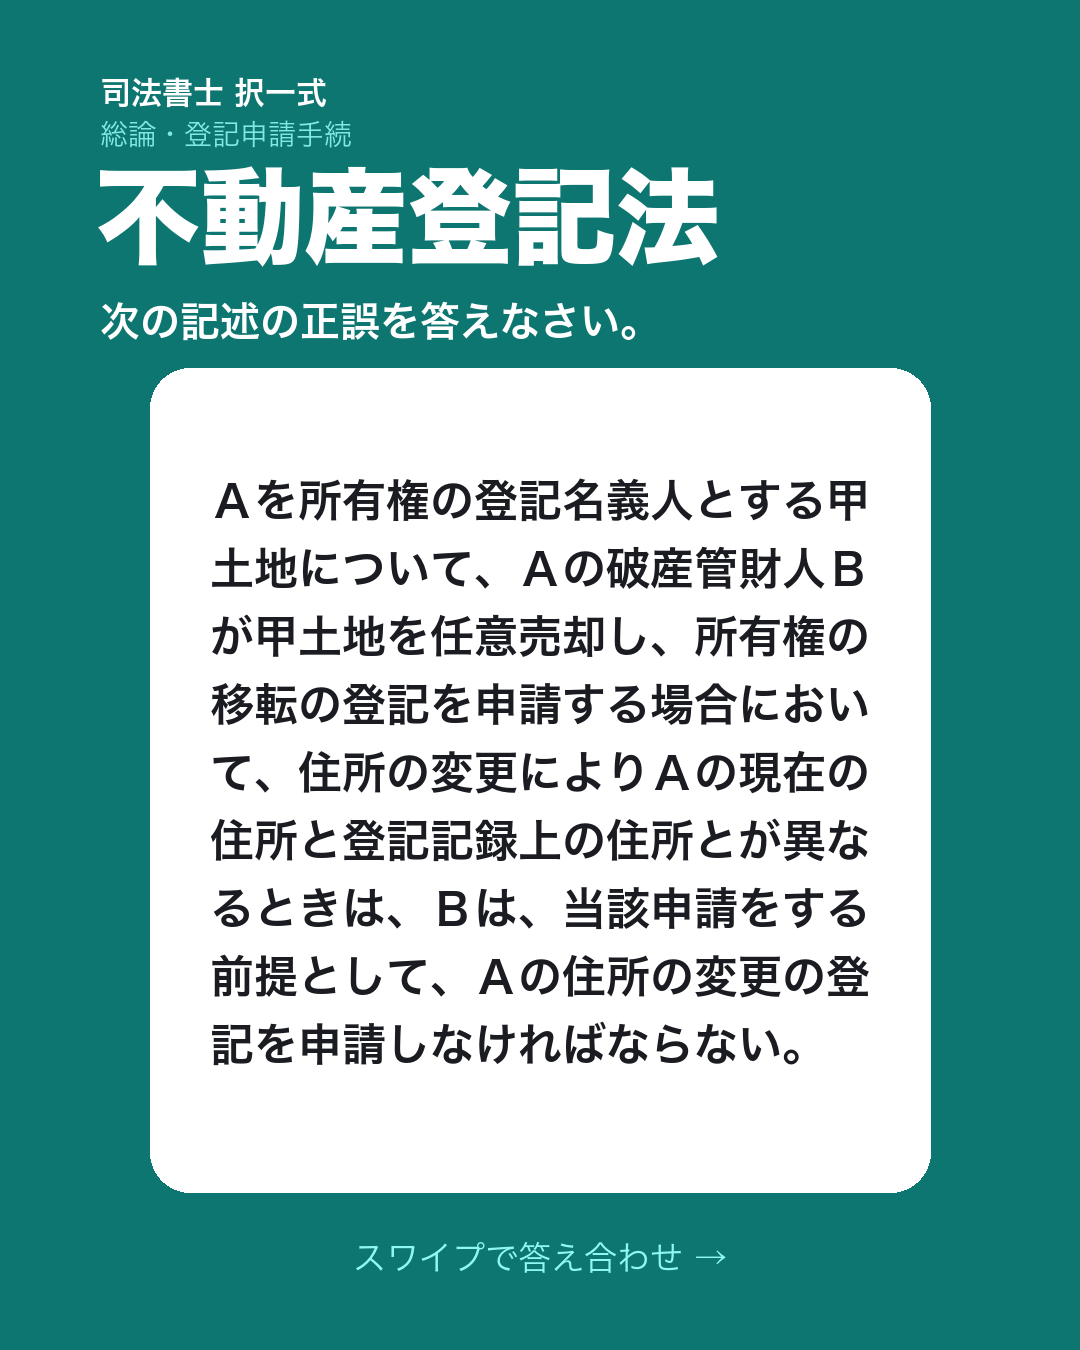 司法書士 択一式
総論・登記申請手続
不動産登記法
次の記述の正誤を答えなさい。
Ａを所有権の登記名義人とする甲
土地について、Ａの破産管財人Ｂ
が甲土地を任意売却し、所有権の
移転の登記を申請する場合におい
て、住所の変更によりＡの現在の
住所と登記記録上の住所とが異な
るときは、Ｂは、当該申請をする
前提として、Ａの住所の変更の登
記を申請しなければならない。
スワイプで答え合わせ →